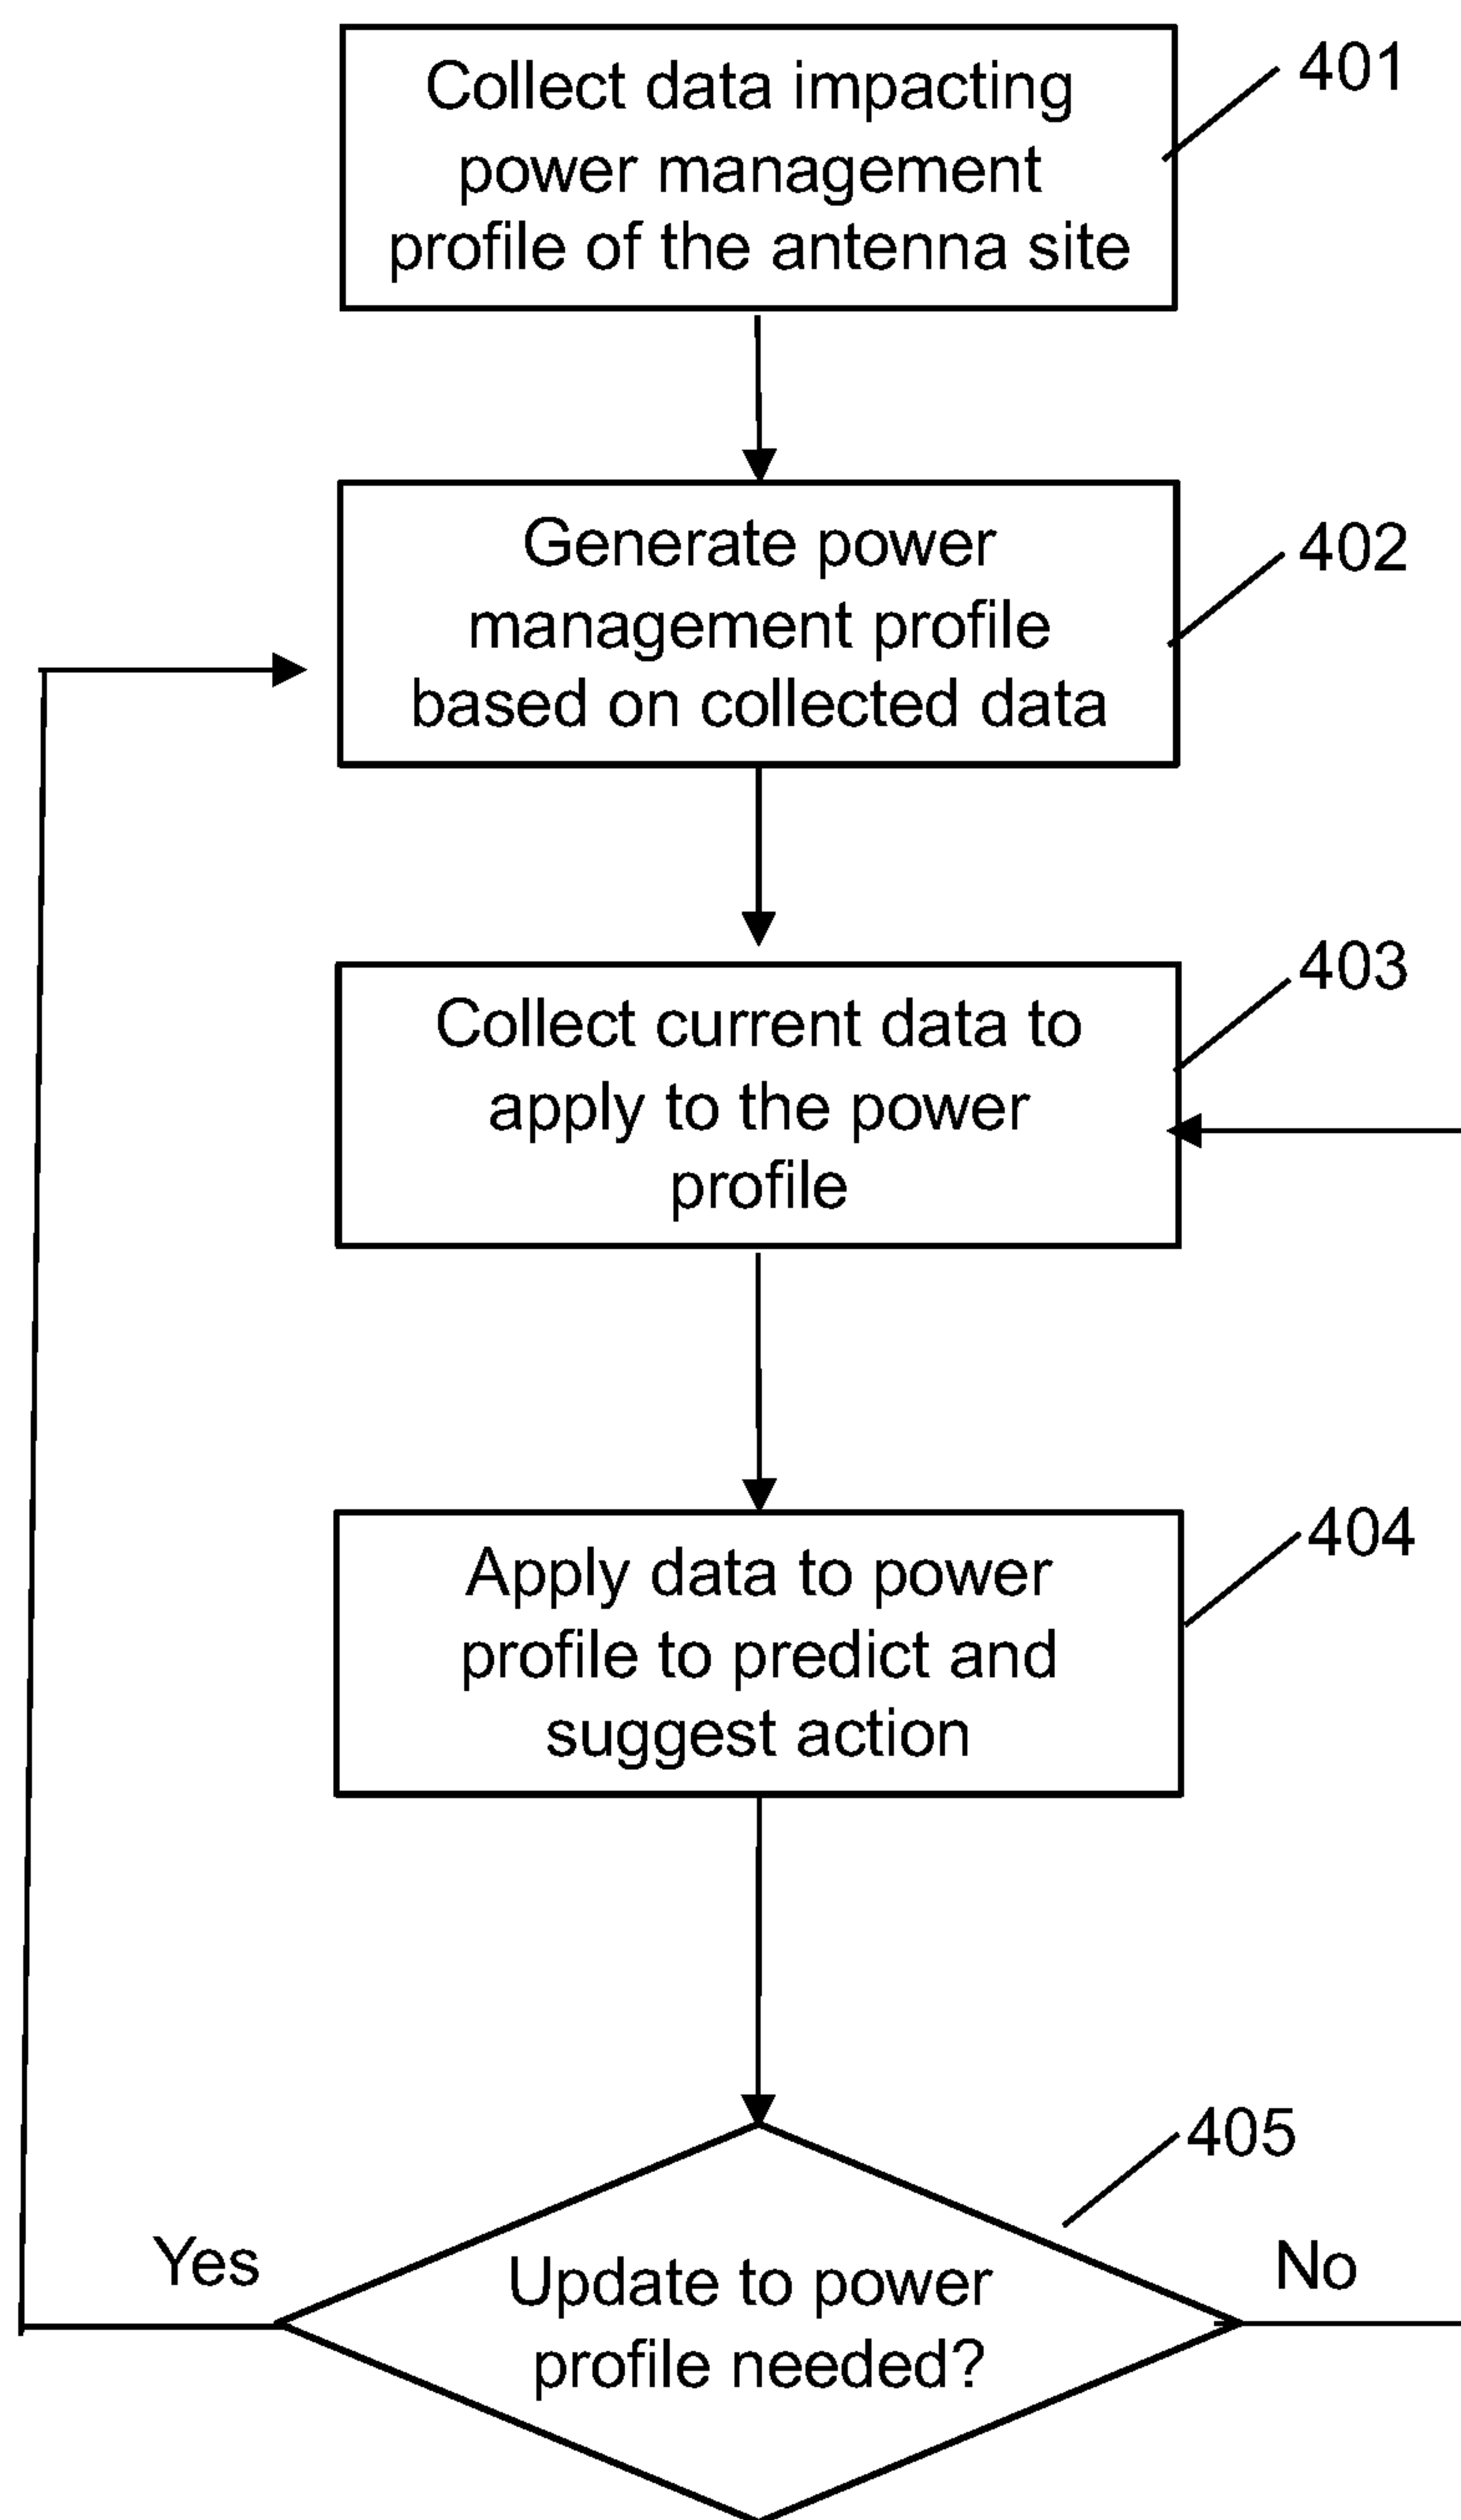 Collect data impacting
power management
profile of the antenna site
401
Generate power
management profile
based on collected data
402
Collect current data to
apply to the power
profile
403
Apply data to power
profile to predict and
suggest action
404
405
Yes
Update to power
profile needed?
No